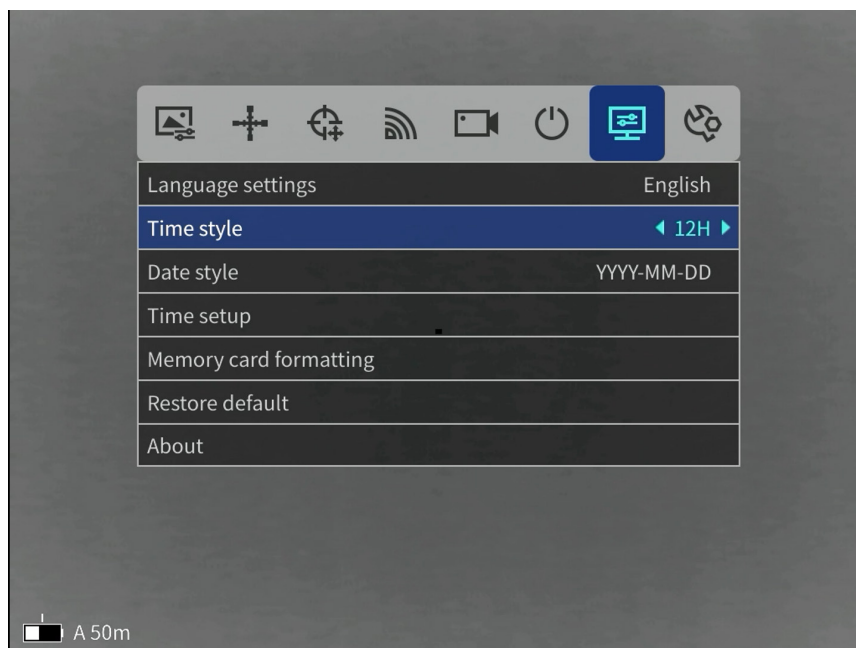 Language settings English
Time style 12H
Date style YYYY-MM-DD
Time setup
Memory card formatting
Restore default
About
A 50m